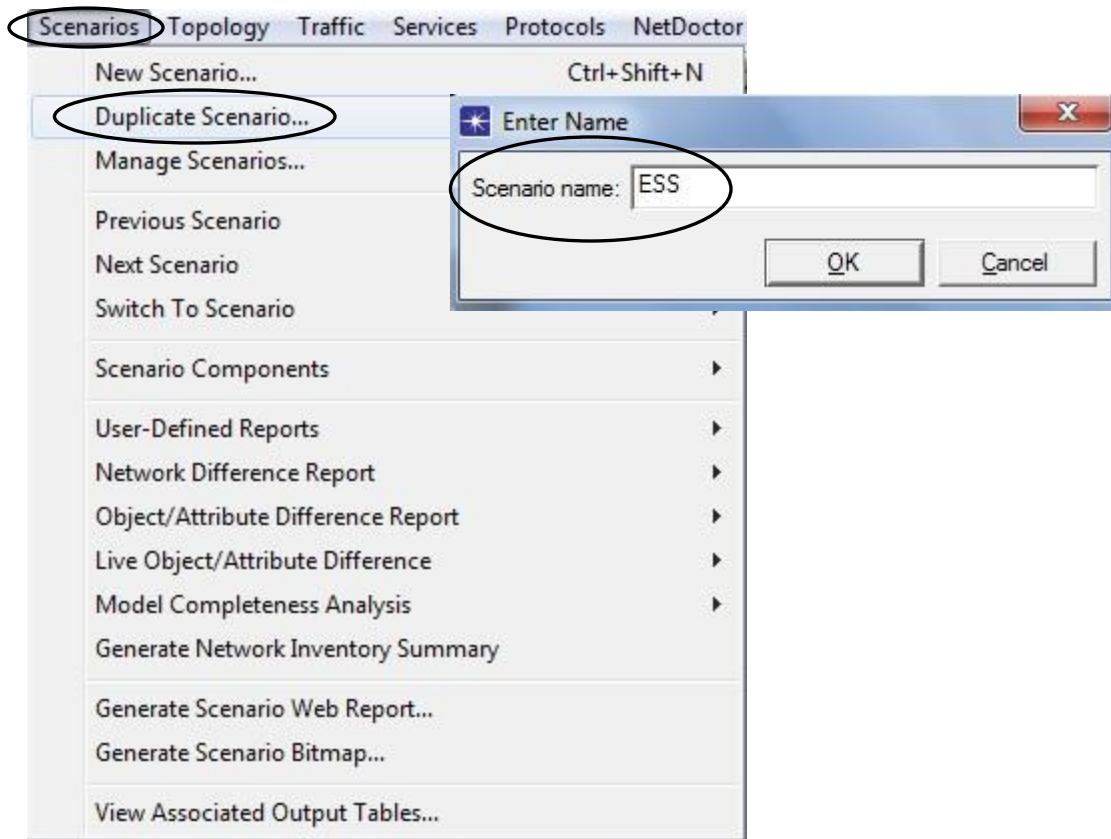 Scenarios Topology Traffic Services Protocols NetDoctor
New Scenario... Ctrl+Shift+N
Duplicate Scenario...
Manage Scenarios...
Previous Scenario
Next Scenario
Switch To Scenario
Scenario Components
User-Defined Reports
Network Difference Report
Object/Attribute Difference Report
Live Object/Attribute Difference
Model Completeness Analysis
Generate Network Inventory Summary
Generate Scenario Web Report...
Generate Scenario Bitmap...
View Associated Output Tables...
Enter Name
Scenario name: ESS
OK Cancel